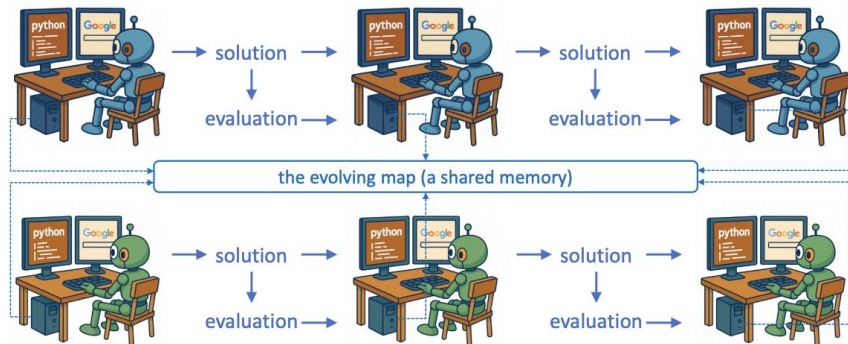 python Google python Google python Google
solution solution
evaluation evaluation
the evolving map (a shared memory)
python Google python Google python Google
solution solution
evaluation evaluation